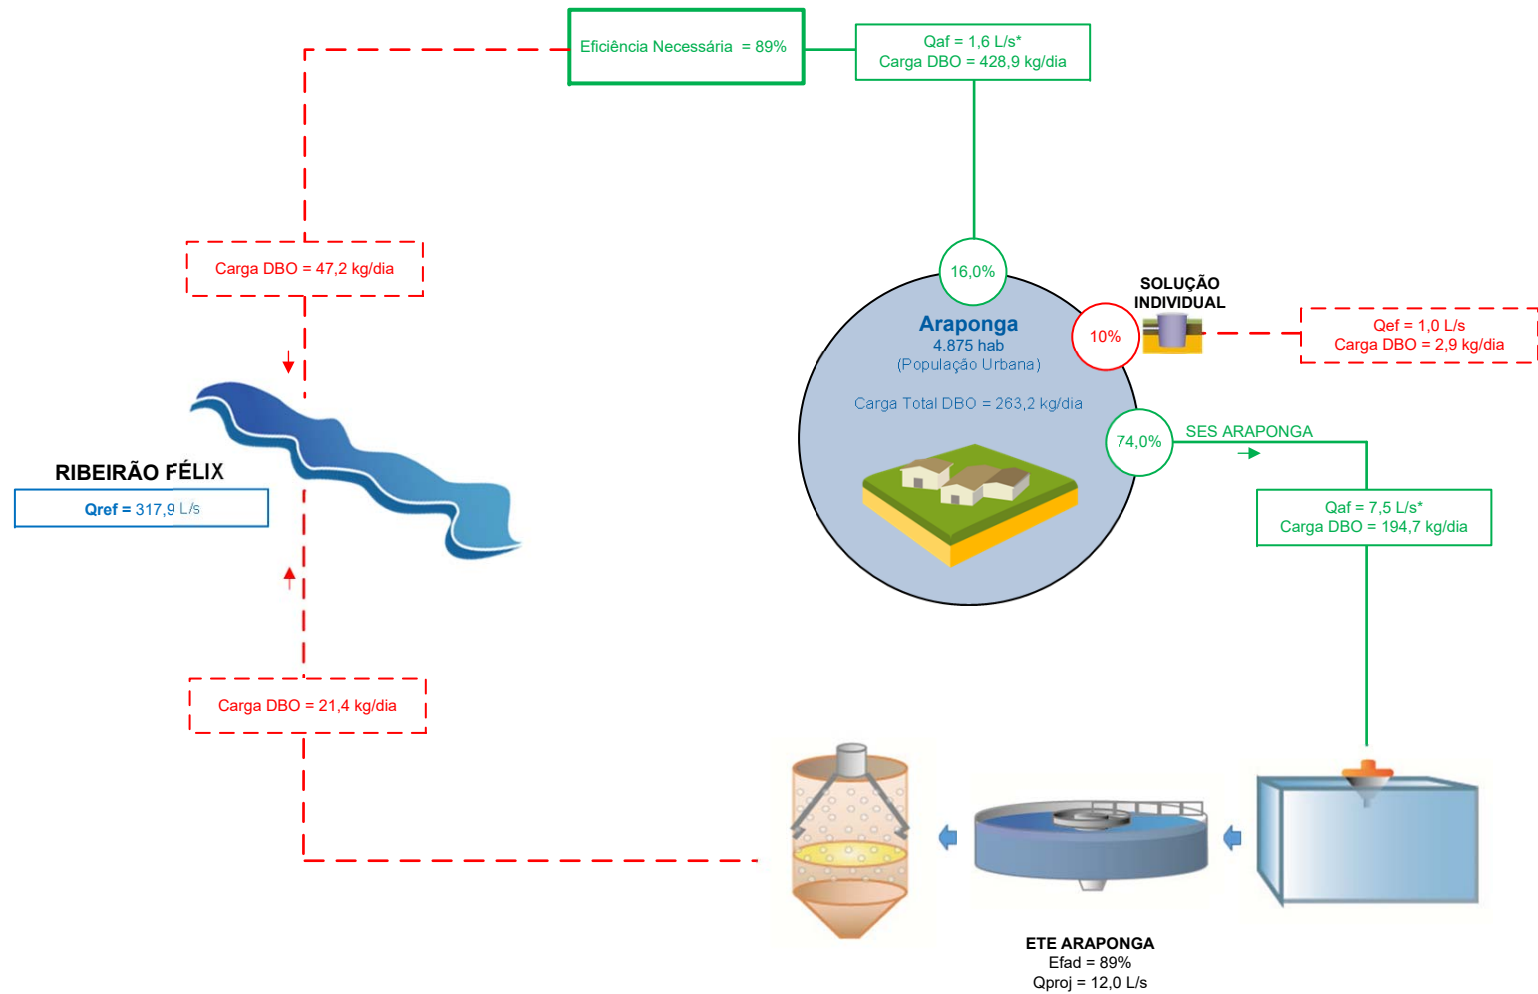 Eficiência Necessária = 89%
Qaf = 1,6 L/s*
Carga DBO = 428,9 kg/dia
Carga DBO = 47,2 kg/dia
16,0%
SOLUÇÃO
INDIVIDUAL
Araponga
4.875 hab
(População Urbana)
10%
Qef = 1,0 L/s
Carga DBO = 2,9 kg/dia
Carga Total DBO = 263,2 kg/dia
74,0%
SES ARAPONGA
RIBEIRÃO FÉLIX
Qref = 317,9 L/s
Qaf = 7,5 L/s*
Carga DBO = 194,7 kg/dia
Carga DBO = 21,4 kg/dia
ETE ARAPONGA
Efad = 89%
Qproj = 12,0 L/s